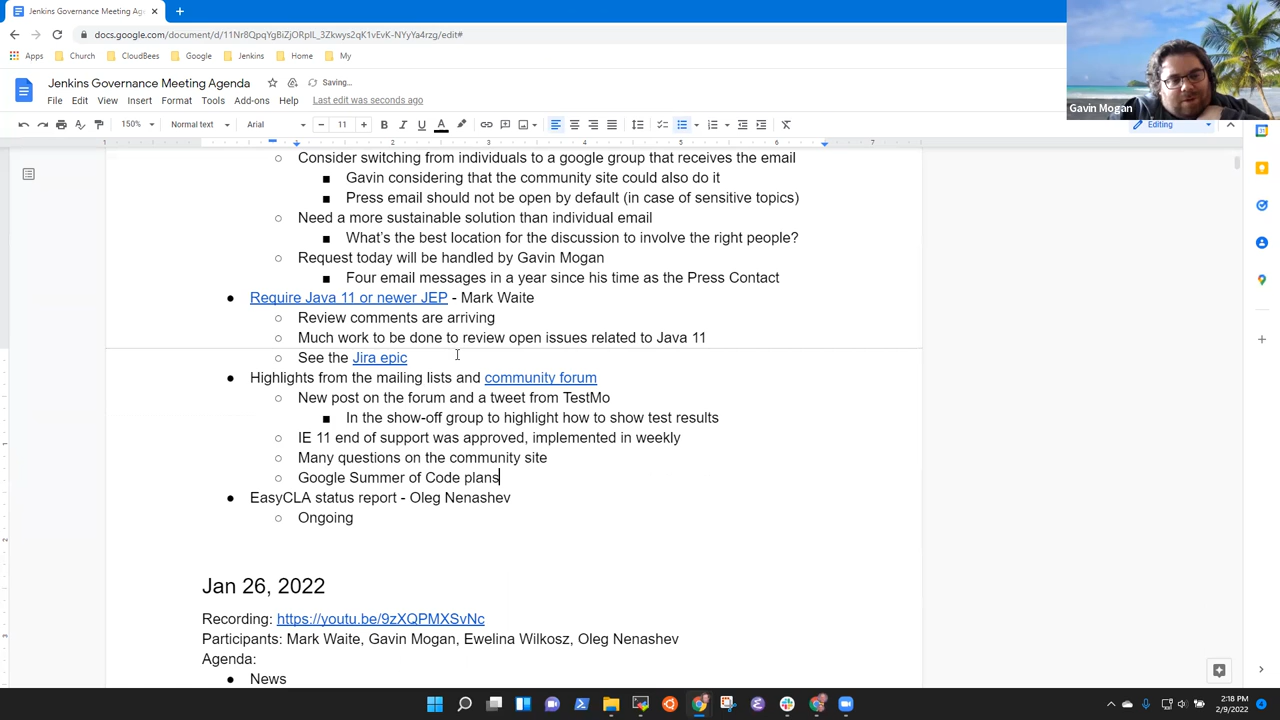 Jenkins Governance Meeting Ag
docs.google.com/document/d/11Nr8QpqYgBiZjORpIL_3Zkwys2qK1vEvK-NYyYa4rzg/edit#
Apps Church CloudBees Google Jenkins Home My
Jenkins Governance Meeting Agenda Saving...
File Edit View Insert Format Tools Add-ons Help Last edit was seconds ago
150% Normal text Arial 11 Editing
Gavin Mogan
1 2 3 4 5 6 7
○ Consider switching from individuals to a google group that receives the email
■ Gavin considering that the community site could also do it
■ Press email should not be open by default (in case of sensitive topics)
○ Need a more sustainable solution than individual email
■ What's the best location for the discussion to involve the right people?
○ Request today will be handled by Gavin Mogan
■ Four email messages in a year since his time as the Press Contact
● Require Java 11 or newer JEP - Mark Waite
○ Review comments are arriving
○ Much work to be done to review open issues related to Java 11
○ See the Jira epic
● Highlights from the mailing lists and community forum
○ New post on the forum and a tweet from TestMo
■ In the show-off group to highlight how to show test results
○ IE 11 end of support was approved, implemented in weekly
○ Many questions on the community site
○ Google Summer of Code plans
● EasyCLA status report - Oleg Nenashev
○ Ongoing
Jan 26, 2022
Recording: https://youtu.be/9zXQPMXSvNc
Participants: Mark Waite, Gavin Mogan, Ewelina Wilkosz, Oleg Nenashev
Agenda:
● News
2:18 PM
2/9/2022